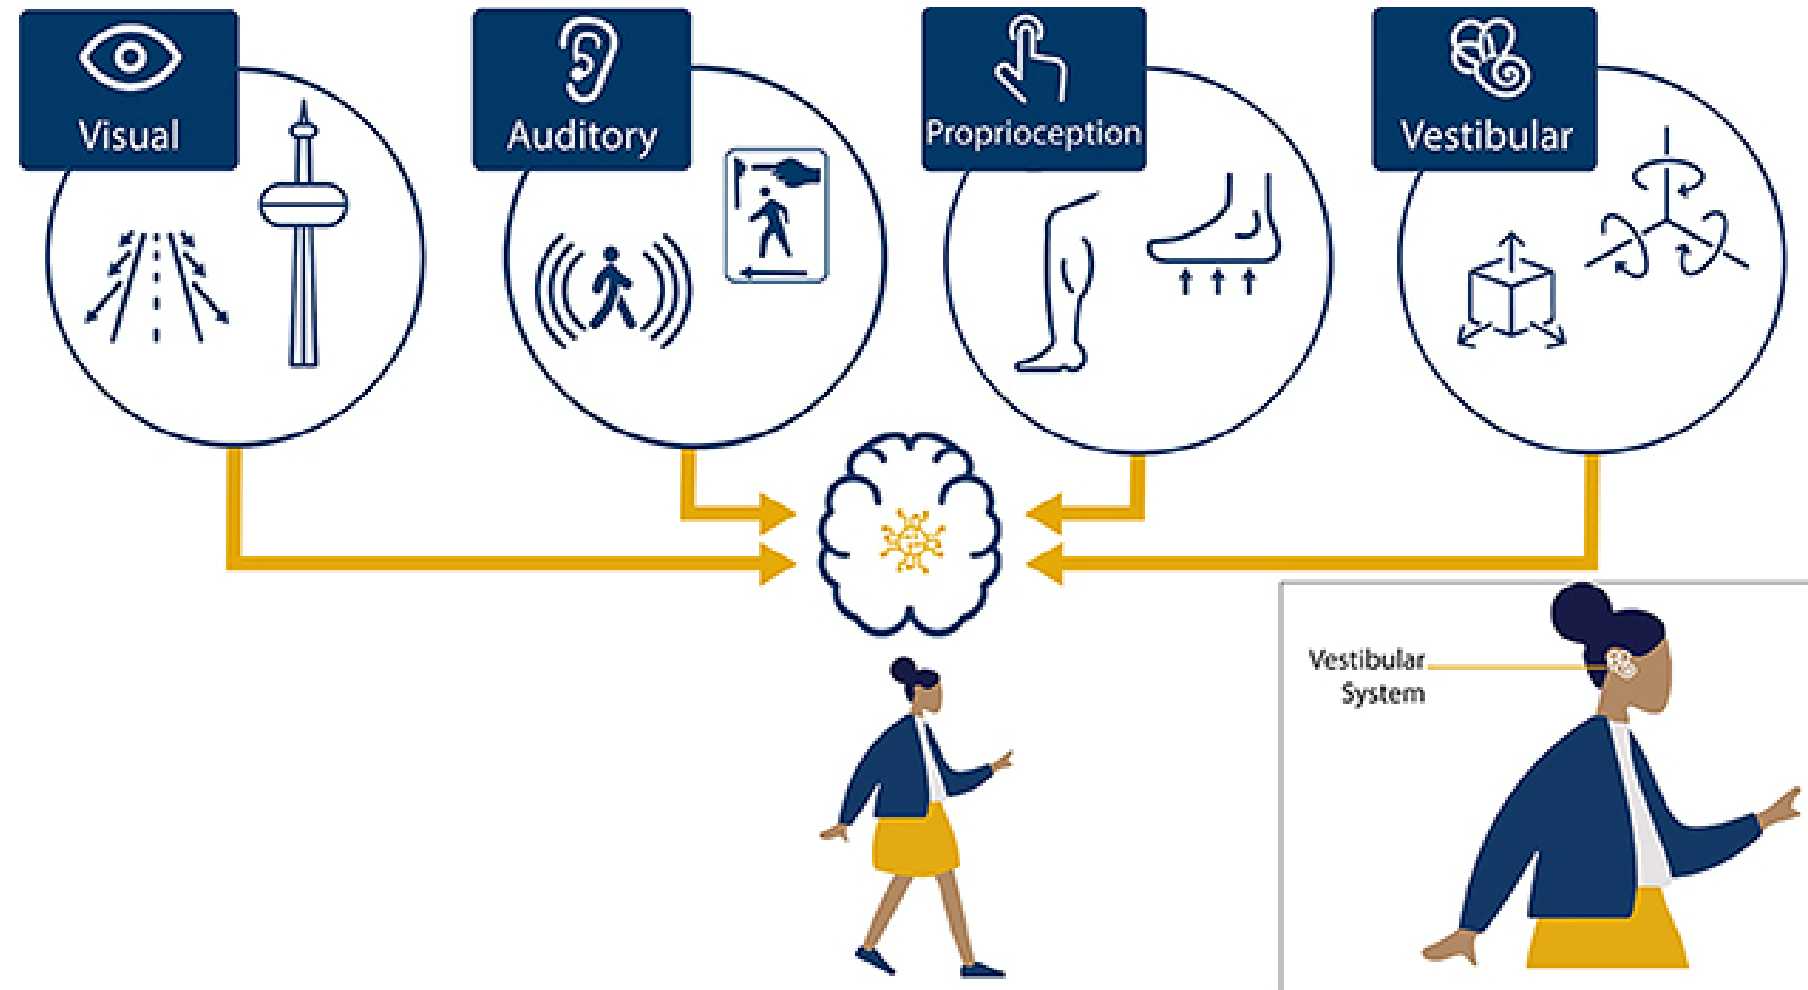 Visual
Auditory
Proprioception
Vestibular
Vestibular
System